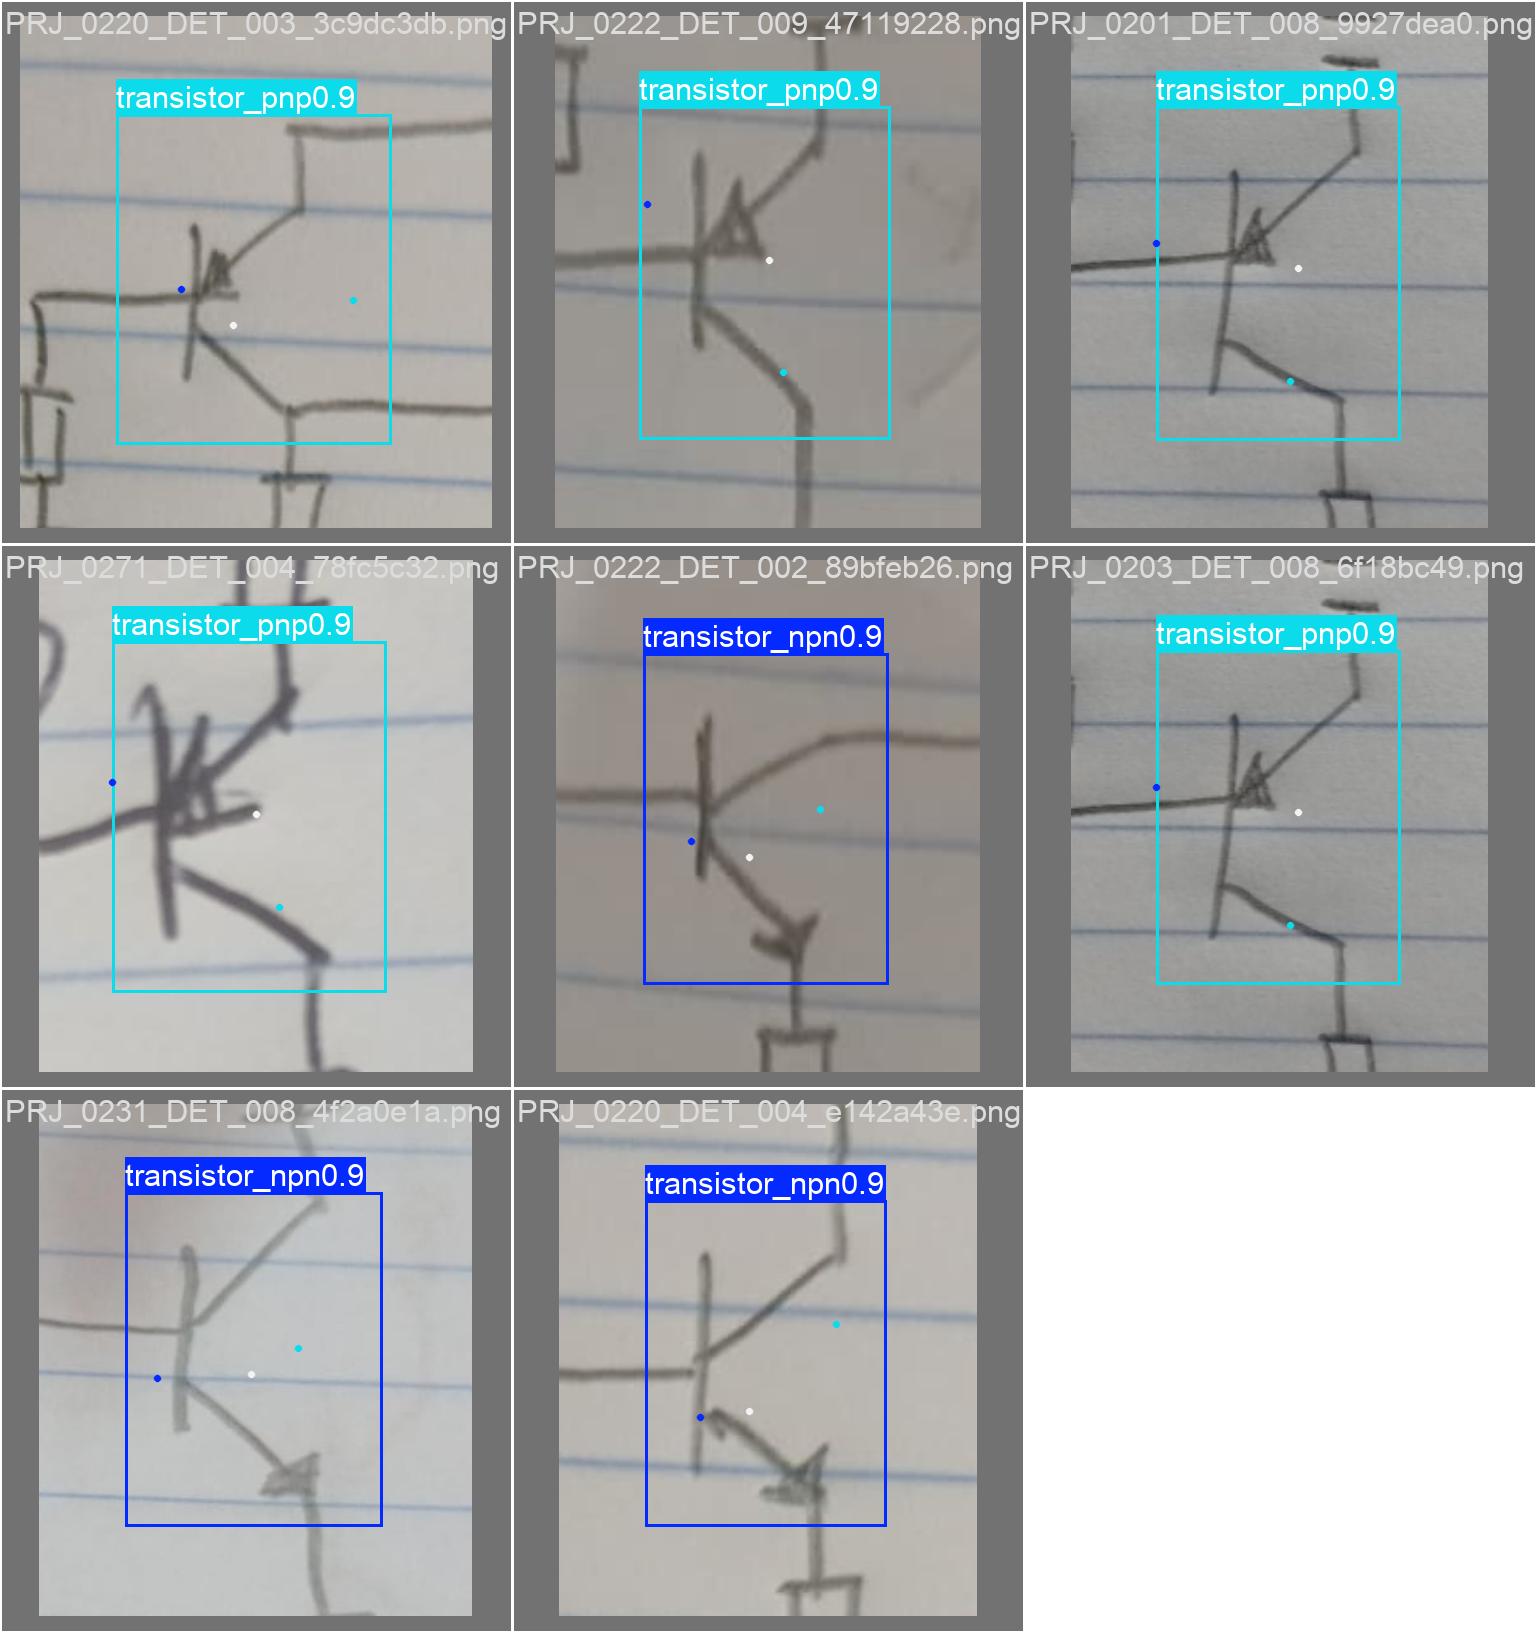 PRJ_0220_DET_003_3c9dc3db.png
transistor_pnp0.9
PRJ_0222_DET_009_47119228.png
transistor_pnp0.9
PRJ_0201_DET_008_9927dea0.png
transistor_pnp0.9
PRJ_0271_DET_004_78fc5c32.png
transistor_pnp0.9
PRJ_0222_DET_002_89bfeb26.png
transistor_npn0.9
PRJ_0203_DET_008_6f18bc49.png
transistor_pnp0.9
PRJ_0231_DET_008_4f2a0e1a.png
transistor_npn0.9
PRJ_0220_DET_004_e142a43e.png
transistor_npn0.9